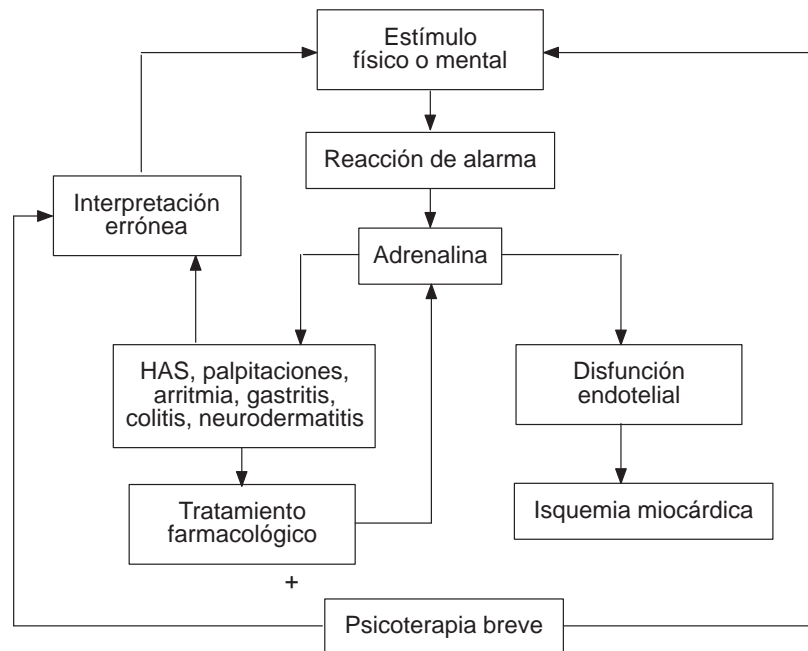 Estímulo
físico o mental
Reacción de alarma
Interpretación
errónea
Adrenalina
HAS, palpitaciones,
arritmia, gastritis,
colitis, neurodermatitis
Disfunción
endotelial
Tratamiento
farmacológico
Isquemia miocárdica
+
Psicoterapia breve